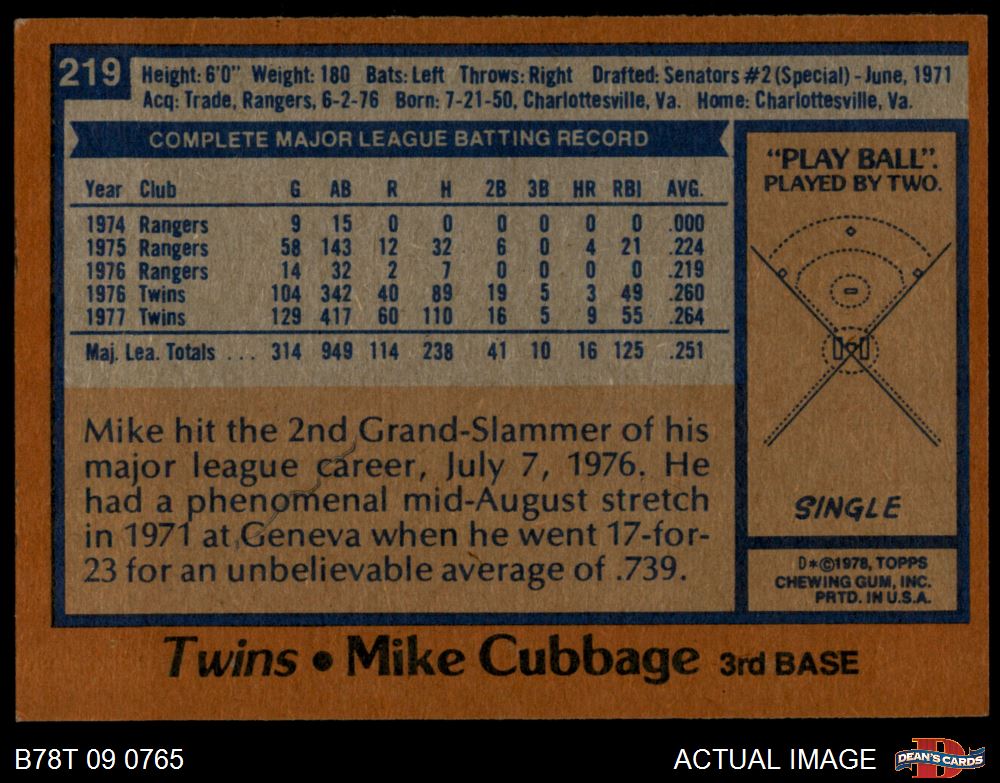 219
Height: 6'0" Weight: 180 Bats: Left Throws: Right Drafted: Senators #2 (Special) - June, 1971
Acq: Trade, Rangers, 6-2-76 Born: 7-21-50, Charlottesville, Va. Home: Charlottesville, Va.
COMPLETE MAJOR LEAGUE BATTING RECORD
Year Club G AB R H 2B 3B HR RBI AVG.
1974 Rangers 9 15 0 0 0 0 0 0 .000
1975 Rangers 58 143 12 32 6 0 4 21 .224
1976 Rangers 14 32 2 7 0 0 0 0 .219
1976 Twins 104 342 40 89 19 5 3 49 .260
1977 Twins 129 417 60 110 16 5 9 55 .264
Maj. Lea. Totals ... 314 949 114 238 41 10 16 125 .251
Mike hit the 2nd Grand-Slammer of his
major league career, July 7, 1976. He
had a phenomenal mid-August stretch
in 1971 at Geneva when he went 17-for-
23 for an unbelievable average of .739.
"PLAY BALL".
PLAYED BY TWO.
SINGLE
D*©1978, TOPPS
CHEWING GUM, INC.
PRTD. IN U.S.A.
Twins • Mike Cubbage 3rd BASE
B78T 09 0765
ACTUAL IMAGE
D
DEAN'S CARDS